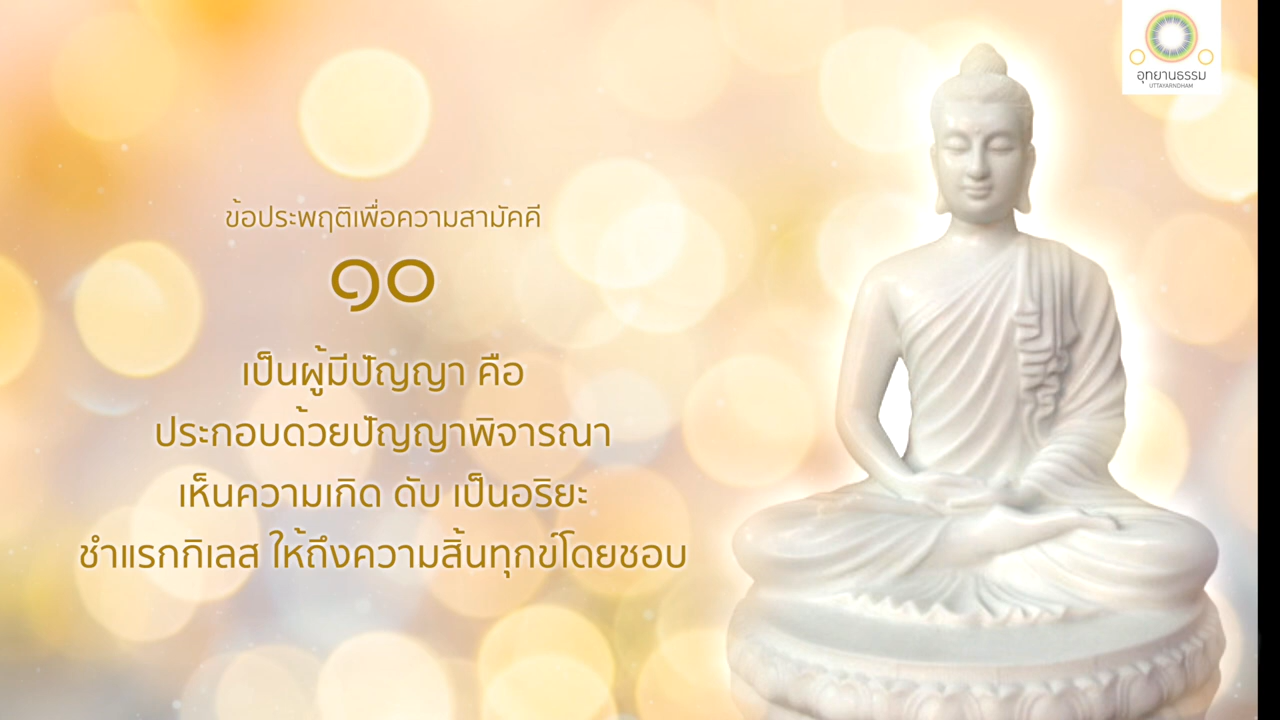 อุทยานธรรม
UTTAYARNDHAM
ข้อประพฤติเพื่อความสามัคคี
๑๐
เป็นผู้มีปัญญา คือ
ประกอบด้วยปัญญาพิจารณา
เห็นความเกิด ดับ เป็นอริยะ
ชำแรกกิเลส ให้ถึงความสิ้นทุกข์โดยชอบ